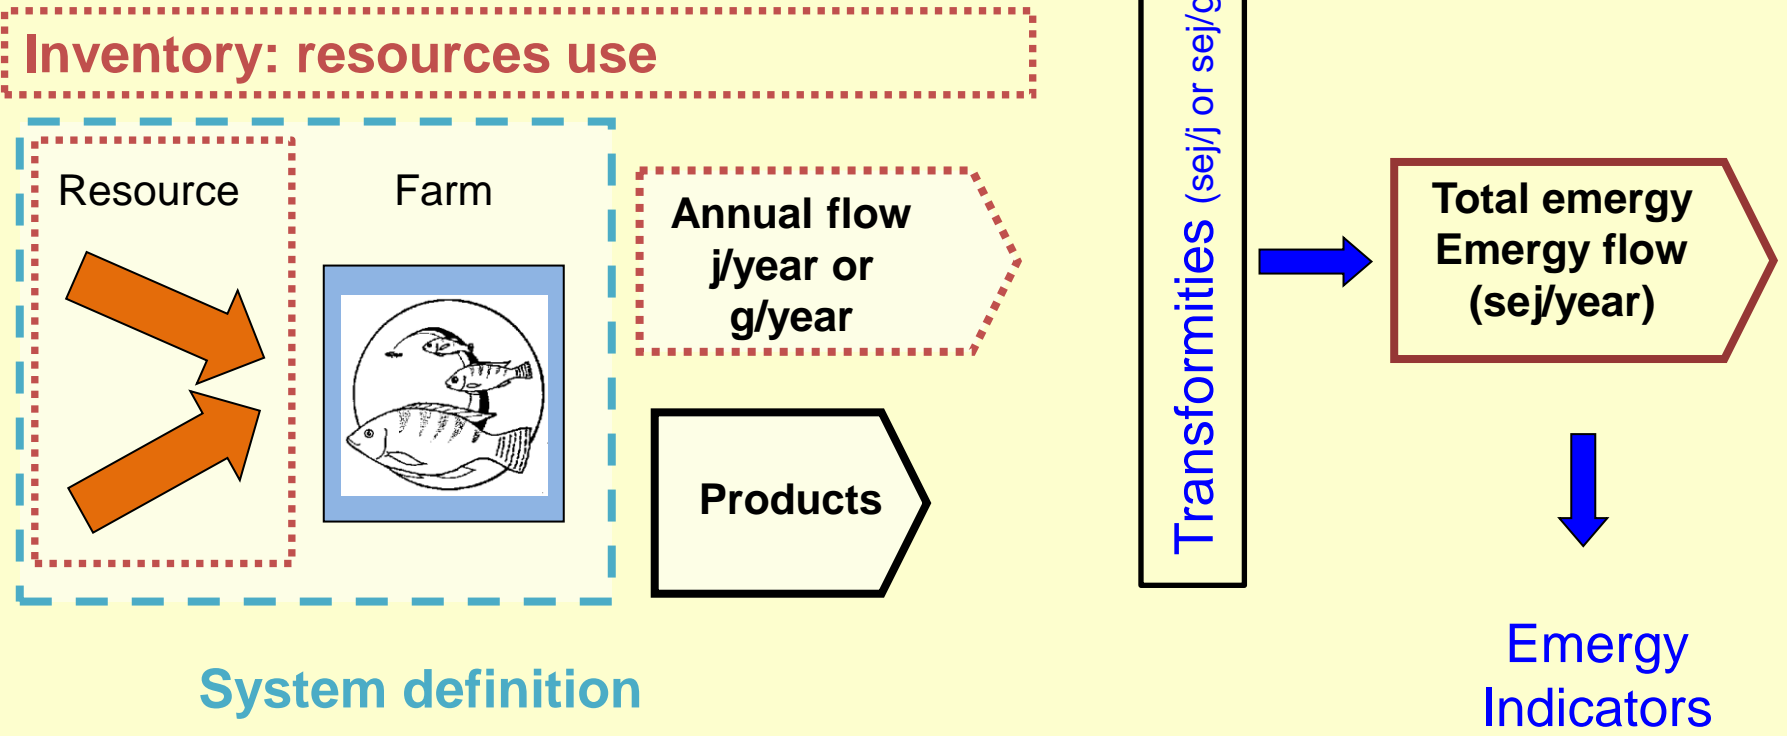 Inventory: resources use
Resource
Farm
Annual flow
j/year or
g/year
Products
System definition
Transformities (sej/j or sej/g
Total emergy
Emergy flow
(sej/year)
Emergy
Indicators